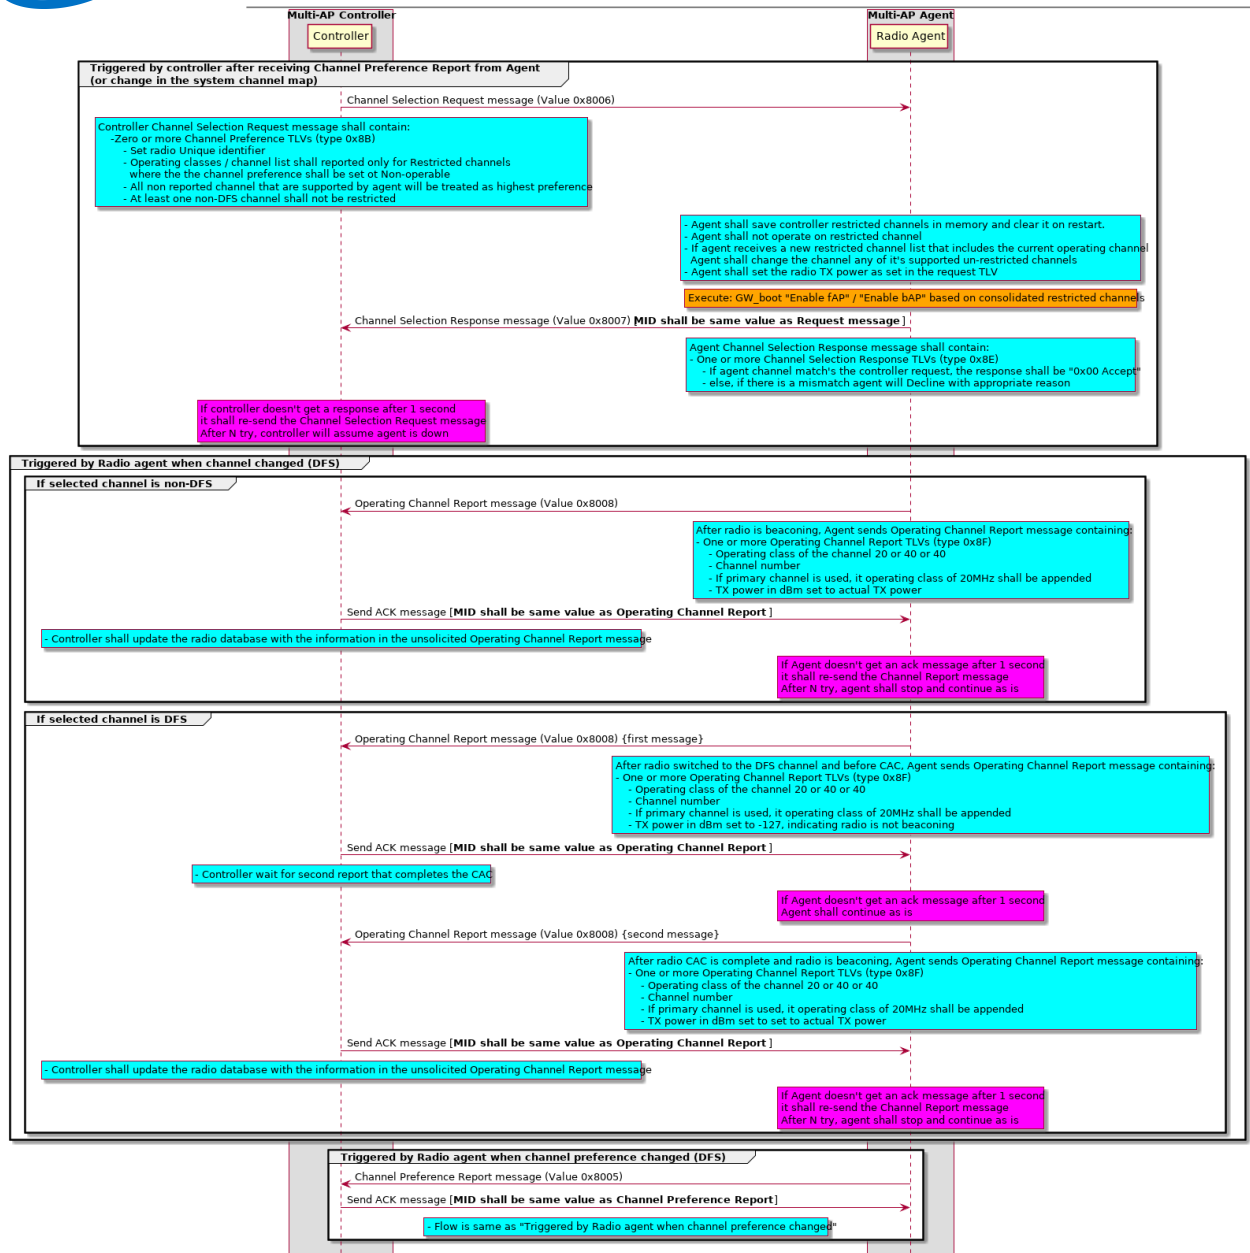 Multi-AP Controller
Multi-AP Agent
Controller
Radio Agent
Triggered by controller after receiving Channel Preference Report from Agent
(or change in the system channel map)
Channel Selection Request message (Value 0x8006)
Controller Channel Selection Request message shall contain:
-Zero or more Channel Preference TLVs (type 0x8B)
- Set radio Unique identifier
- Operating classes / channel list shall reported only for Restricted channels
where the the channel preference shall be set ot Non-operable
- All non reported channel that are supported by agent will be treated as highest preference
- At least one non-DFS channel shall not be restricted
- Agent shall save controller restricted channels in memory and clear it on restart.
- Agent shall not operate on restricted channel
- If agent receives a new restricted channel list that includes the current operating channel
Agent shall change the channel any of it's supported un-restricted channels
- Agent shall set the radio TX power as set in the request TLV
Execute: GW_boot "Enable fAP" / "Enable bAP" based on consolidated restricted channels
Channel Selection Response message (Value 0x8007) [MID shall be same value as Request message ]
Agent Channel Selection Response message shall contain:
- One or more Channel Selection Response TLVs (type 0x8E)
- If agent channel match's the controller request, the response shall be "0x00 Accept"
- else, if there is a mismatch agent will Decline with appropriate reason
If controller doesn't get a response after 1 second
it shall re-send the Channel Selection Request message
After N try, controller will assume agent is down
Triggered by Radio agent when channel changed (DFS)
If selected channel is non-DFS
Operating Channel Report message (Value 0x8008)
After radio is beaconing, Agent sends Operating Channel Report message containing:
- One or more Operating Channel Report TLVs (type 0x8F)
- Operating class of the channel 20 or 40 or 40
- Channel number
- If primary channel is used, it operating class of 20MHz shall be appended
- TX power in dBm set to actual TX power
Send ACK message [MID shall be same value as Operating Channel Report ]
- Controller shall update the radio database with the information in the unsolicited Operating Channel Report message
If Agent doesn't get an ack message after 1 second
it shall re-send the Channel Report message
After N try, agent shall stop and continue as is
If selected channel is DFS
Operating Channel Report message (Value 0x8008) {first message}
After radio switched to the DFS channel and before CAC, Agent sends Operating Channel Report message containing:
- One or more Operating Channel Report TLVs (type 0x8F)
- Operating class of the channel 20 or 40 or 40
- Channel number
- If primary channel is used, it operating class of 20MHz shall be appended
- TX power in dBm set to -127, indicating radio is not beaconing
Send ACK message [MID shall be same value as Operating Channel Report ]
- Controller wait for second report that completes the CAC
If Agent doesn't get an ack message after 1 second
Agent shall continue as is
Operating Channel Report message (Value 0x8008) {second message}
After radio CAC is complete and radio is beaconing, Agent sends Operating Channel Report message containing:
- One or more Operating Channel Report TLVs (type 0x8F)
- Operating class of the channel 20 or 40 or 40
- Channel number
- If primary channel is used, it operating class of 20MHz shall be appended
- TX power in dBm set to set to actual TX power
Send ACK message [MID shall be same value as Operating Channel Report ]
- Controller shall update the radio database with the information in the unsolicited Operating Channel Report message
If Agent doesn't get an ack message after 1 second
it shall re-send the Channel Report message
After N try, agent shall stop and continue as is
Triggered by Radio agent when channel preference changed (DFS)
Channel Preference Report message (Value 0x8005)
Send ACK message [MID shall be same value as Channel Preference Report]
- Flow is same as "Triggered by Radio agent when channel preference changed"